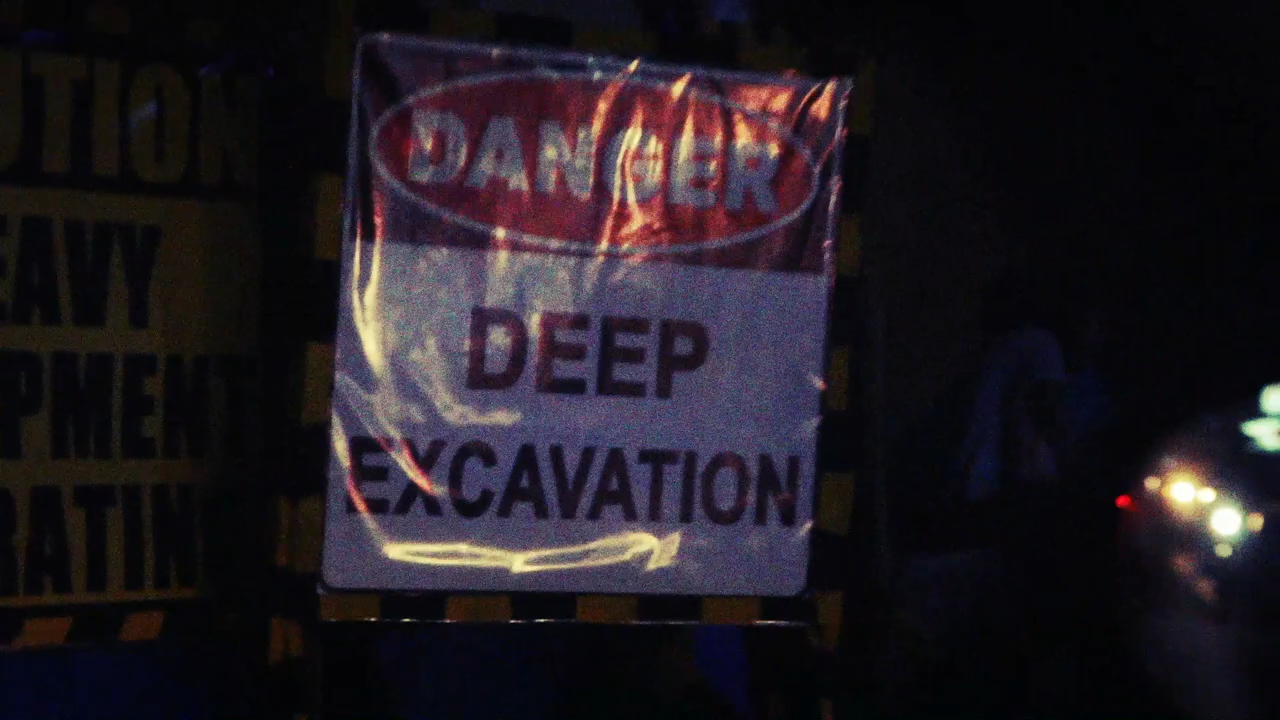 UTION
EAVY
PMENT
RATIN
DANGER
DEEP
EXCAVATION